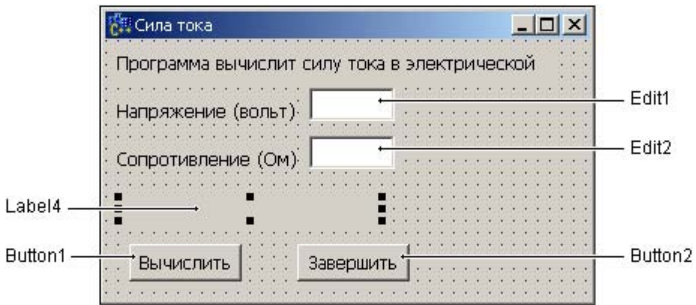 Сила тока
Программа вычислит силу тока в электрической
Напряжение (вольт)
Edit1
Сопротивление (Ом)
Edit2
Label4
Button1
Вычислить
Завершить
Button2